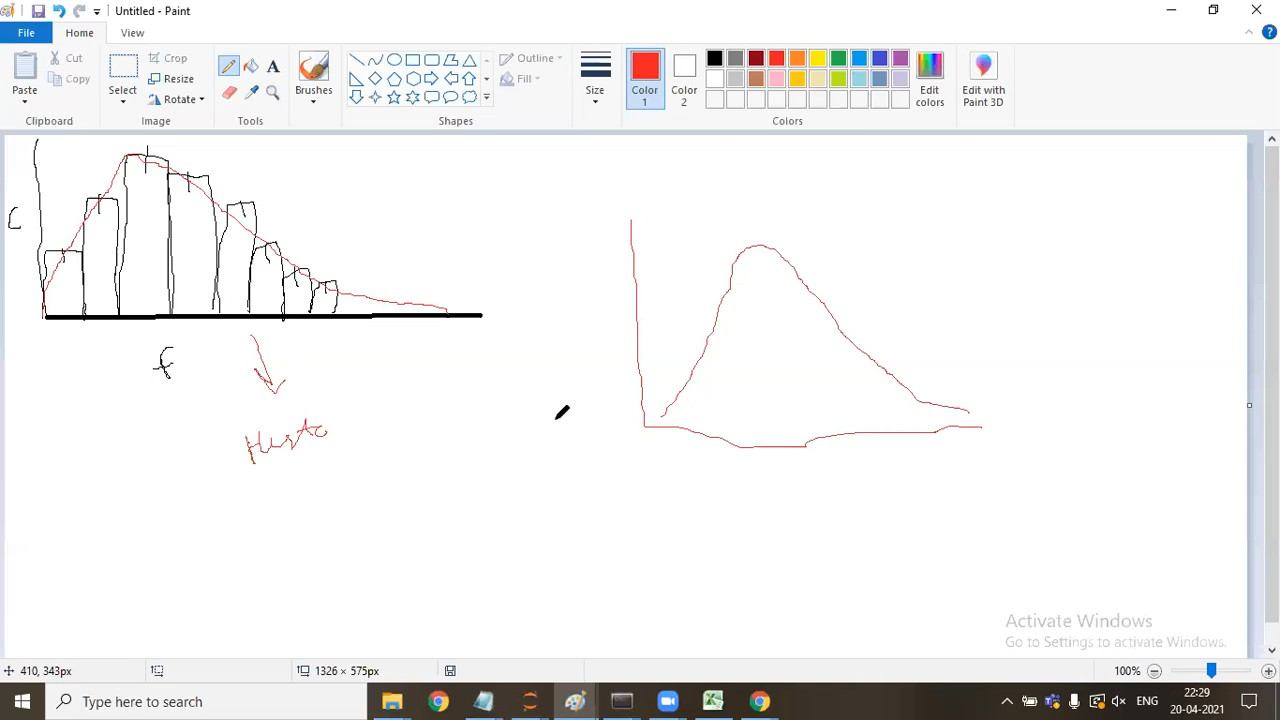 Untitled - Paint
File
Home
View
Paste
Cut
Copy
Clipboard
Select
Crop
Resize
Rotate
Image
Tools
Brushes
Shapes
Outline
Fill
Size
Color 1
Color 2
Colors
Edit colors
Edit with Paint 3D
C
f
Histo
Activate Windows
Go to Settings to activate Windows.
410, 343px
1326 × 575px
100%
Type here to search
ENG
22:29
20-04-2021